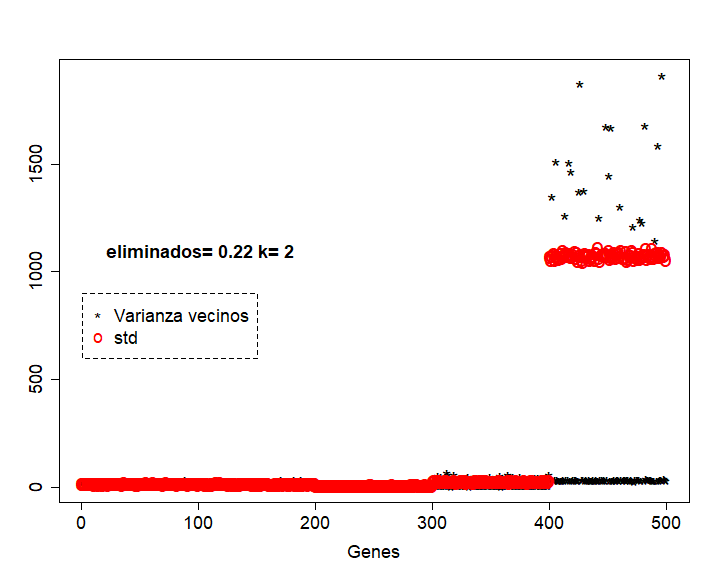 1500
1000
500
0
eliminados= 0.22 k= 2
* Varianza vecinos
o std
0 100 200 300 400 500
Genes